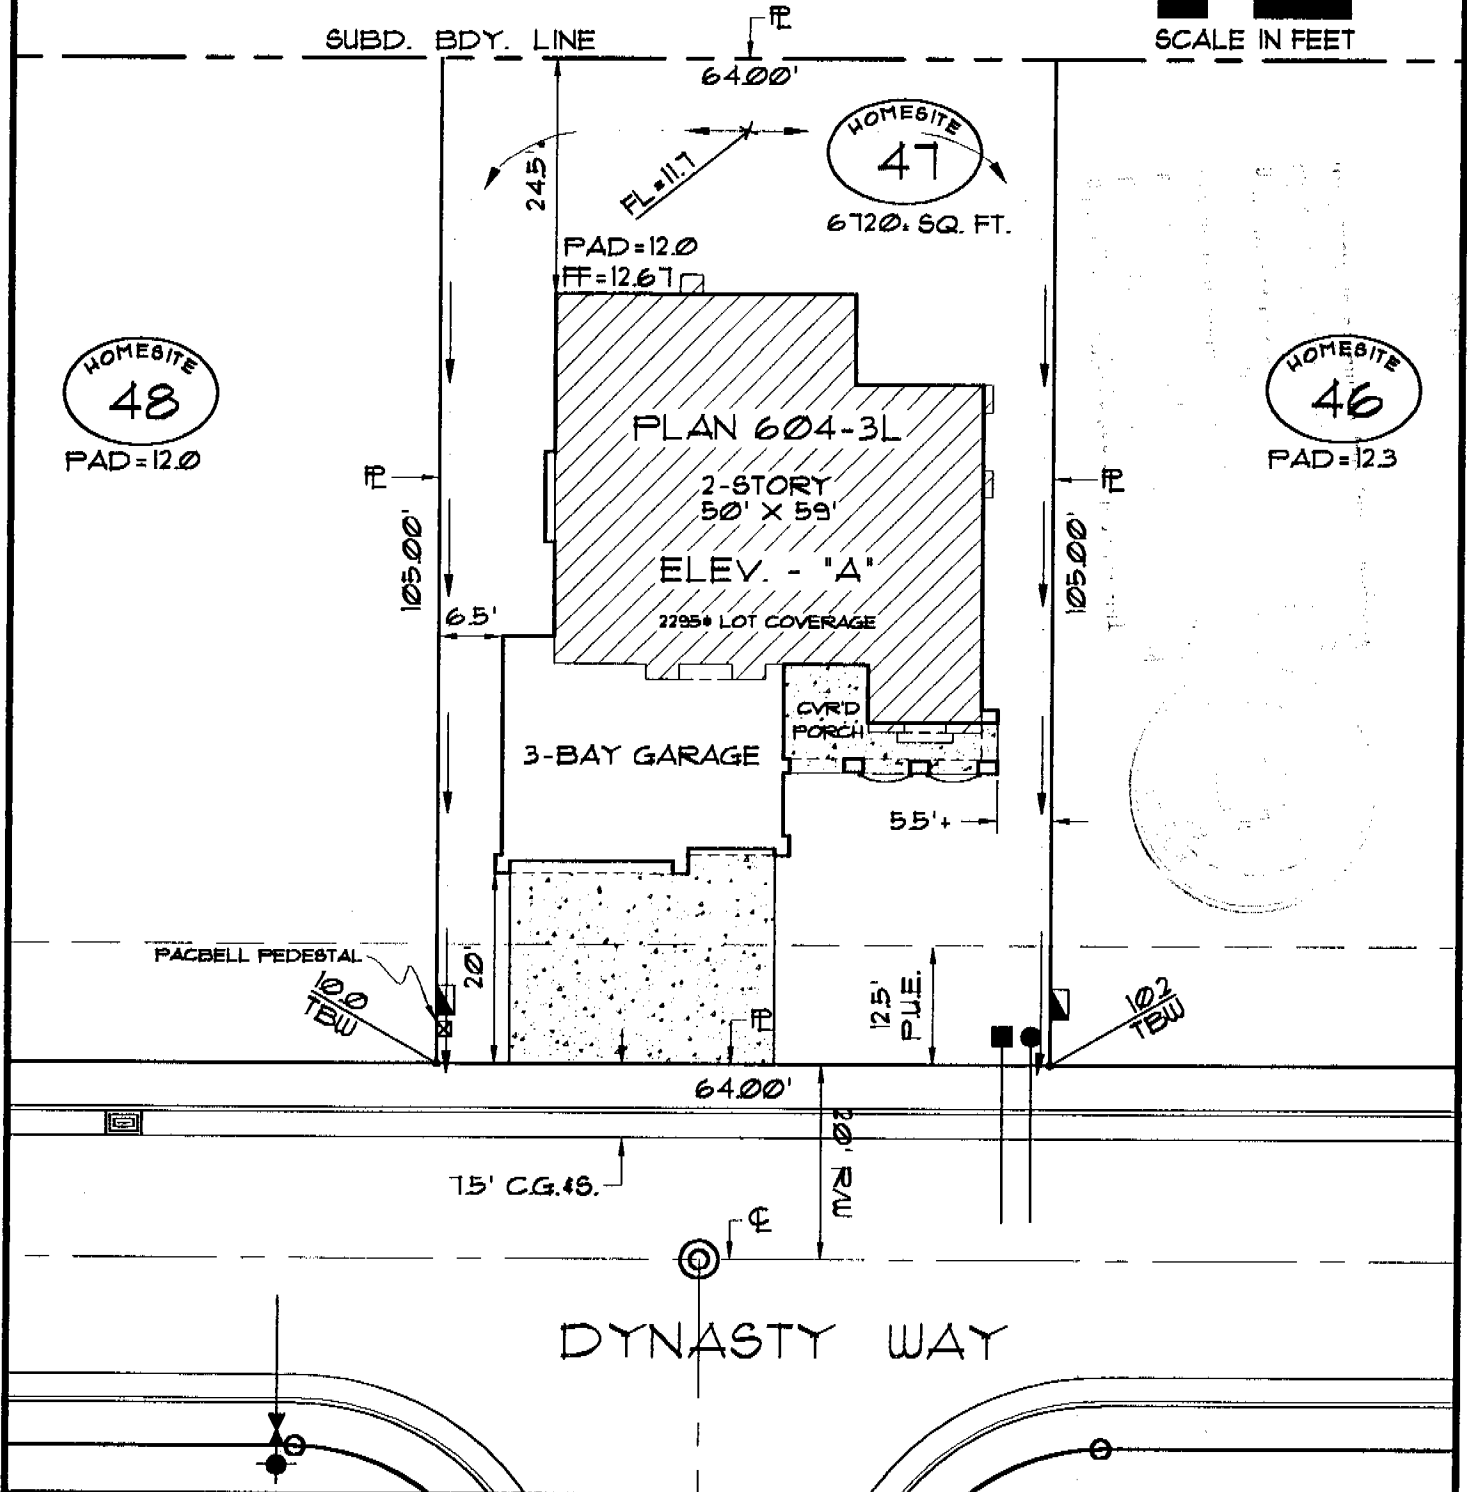 SUBD. BDY. LINE
PL
SCALE IN FEET
64.00'
HOMESITE
47
6720± SQ. FT.
24.5'±
FL=11.7
PAD=12.0
FF=12.67
HOMESITE
48
PAD=12.0
HOMESITE
46
PAD=12.3
PLAN 604-3L
2-STORY
50' X 59'
ELEV. - "A"
2295# LOT COVERAGE
PL
PL
105.00'
105.00'
6.5'
CVR'D
PORCH
3-BAY GARAGE
5.5'±
PACBELL PEDESTAL
10.0
TBW
20'
12.5'
P.U.E.
PL
10.2
TBW
64.00'
20' R/W
7.5' C.G.&S.
CL
DYNASTY WAY